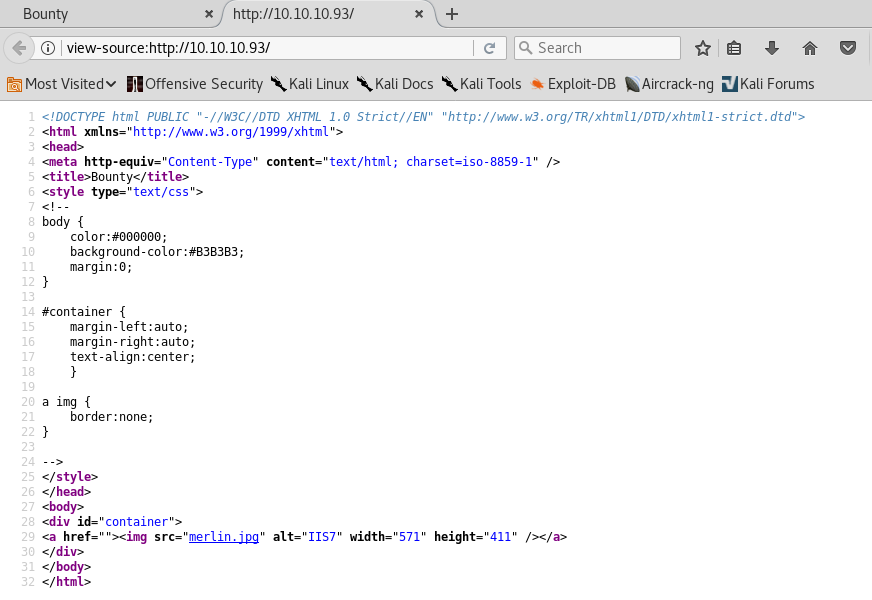 Bounty × http://10.10.10.93/ × +
view-source:http://10.10.10.93/ Search
Most Visited Offensive Security Kali Linux Kali Docs Kali Tools Exploit-DB Aircrack-ng Kali Forums
1 <!DOCTYPE html PUBLIC "-//W3C//DTD XHTML 1.0 Strict//EN" "http://www.w3.org/TR/xhtml1/DTD/xhtml1-strict.dtd">
2 <html xmlns="http://www.w3.org/1999/xhtml">
3 <head>
4 <meta http-equiv="Content-Type" content="text/html; charset=iso-8859-1" />
5 <title>Bounty</title>
6 <style type="text/css">
7 <!--
8 body {
9     color:#000000;
10     background-color:#B3B3B3;
11     margin:0;
12 }
13
14 #container {
15     margin-left:auto;
16     margin-right:auto;
17     text-align:center;
18     }
19
20 a img {
21     border:none;
22 }
23
24 -->
25 </style>
26 </head>
27 <body>
28 <div id="container">
29 <a href=""><img src="merlin.jpg" alt="IIS7" width="571" height="411" /></a>
30 </div>
31 </body>
32 </html>